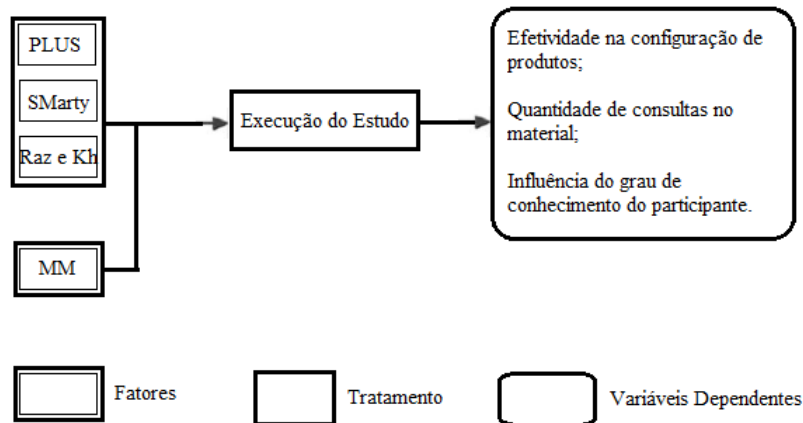 PLUS
SMarty
Raz e Kh
MM
Execução do Estudo
Efetividade na configuração de
produtos;
Quantidade de consultas no
material;
Influência do grau de
conhecimento do participante.
Fatores
Tratamento
Variáveis Dependentes